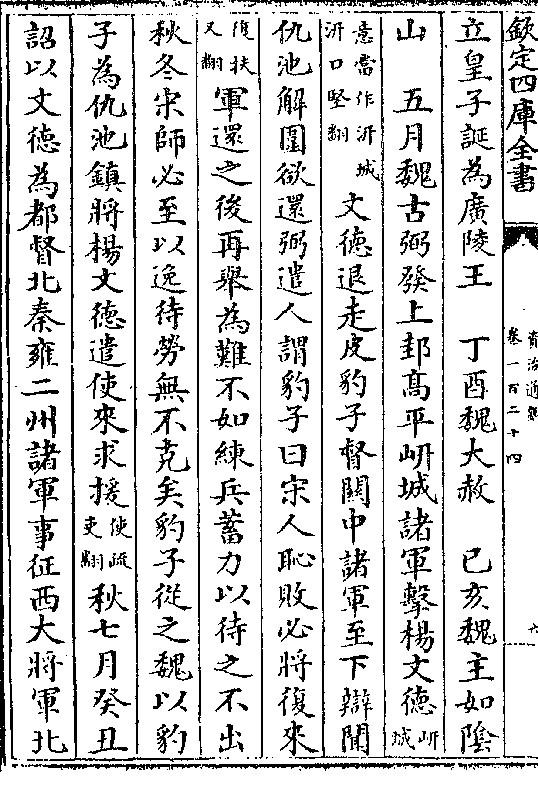 欽定四庫全書
資治通鑑
卷一百二十四
立皇子誕為廣陵王　丁酉魏大赦　己亥魏主如陰
山　五月魏古弼發上邽高平岍城諸軍擊楊文德岍城
意當作汧城汧口堅翻文德退走皮豹子督關中諸軍至下辯聞
仇池解圍欲還弼遣人謂豹子曰宋人恥敗必將復來
復扶又翻軍還之後再舉為難不如練兵蓄力以待之不出
秋冬宋師必至以逸待勞無不克矣豹子從之魏以豹
子為仇池鎮將楊文德遣使來求援使疏吏翻秋七月癸丑
詔以文德為都督北秦雍二州諸軍事征西大將軍北